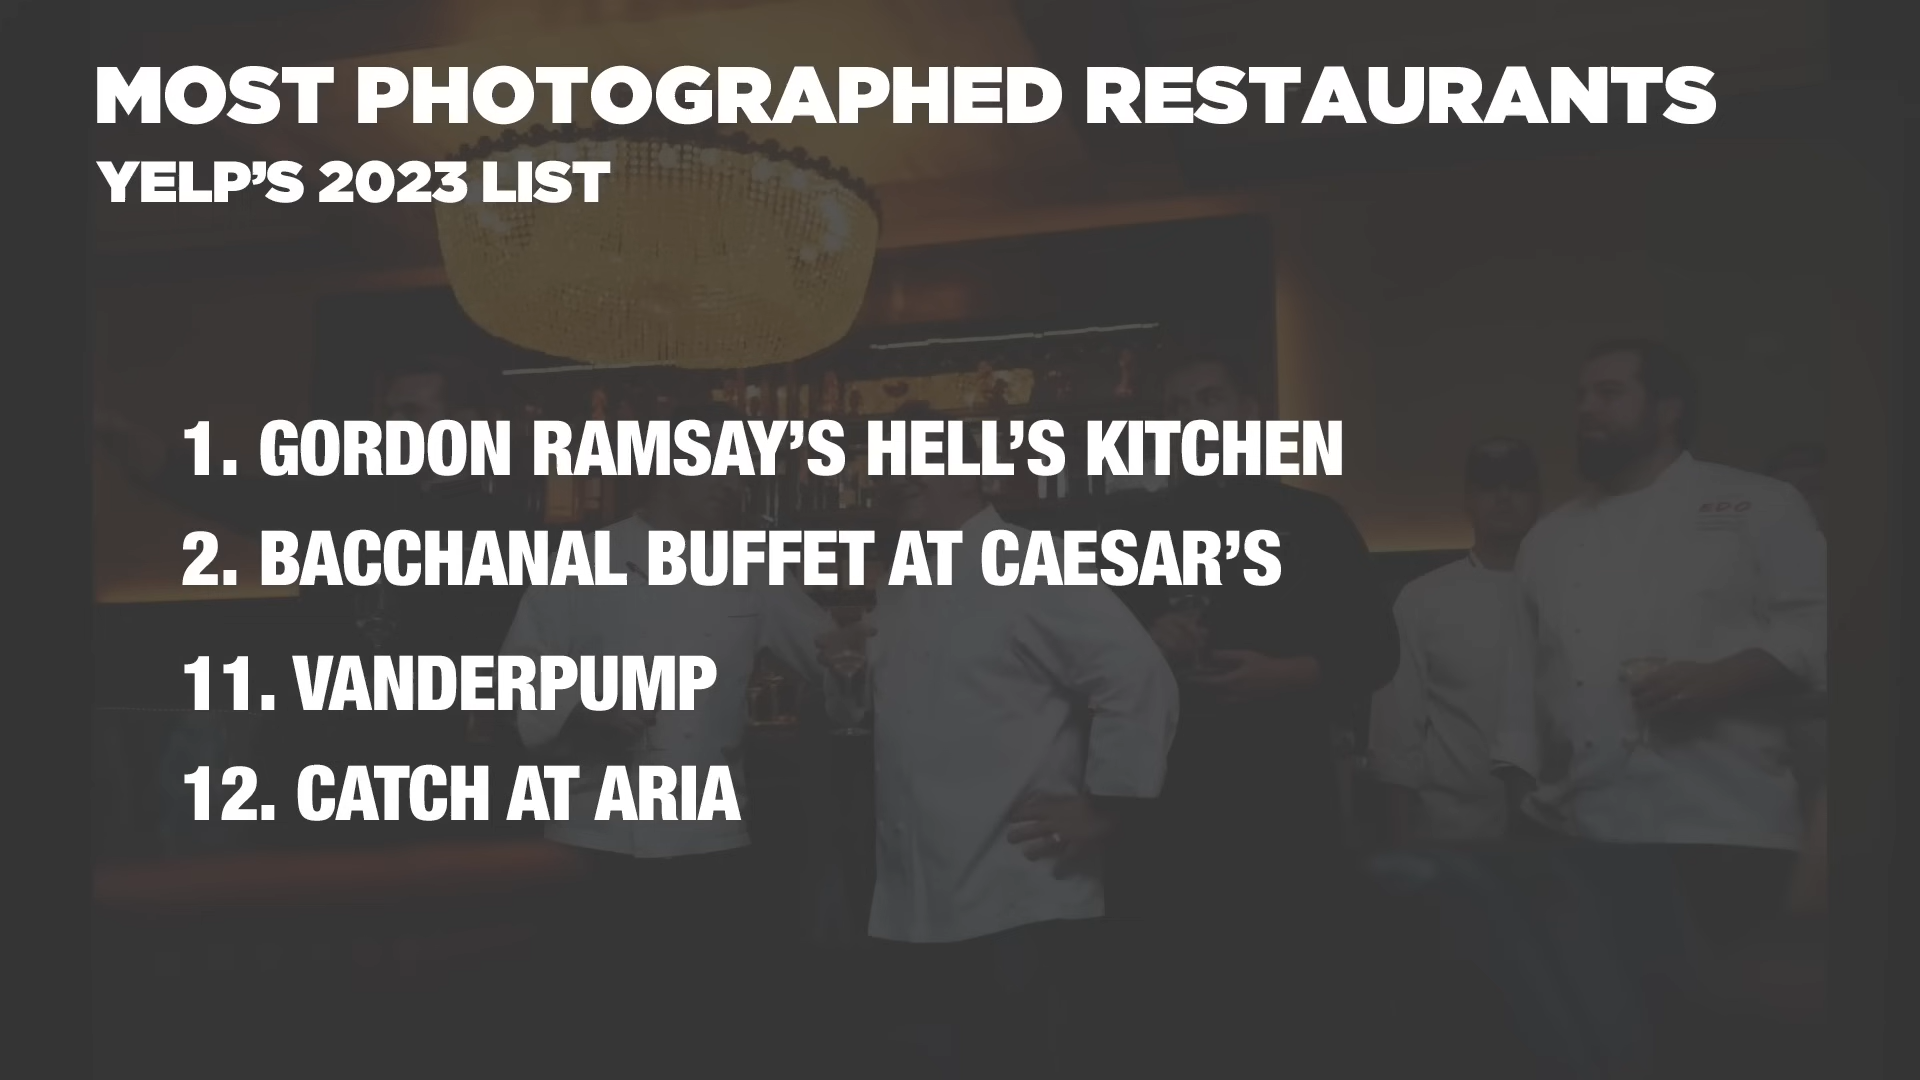 MOST PHOTOGRAPHED RESTAURANTS
YELP'S 2023 LIST
1. GORDON RAMSAY'S HELL'S KITCHEN
2. BACCHANAL BUFFET AT CAESAR'S
11. VANDERPUMP
12. CATCH AT ARIA
EDO